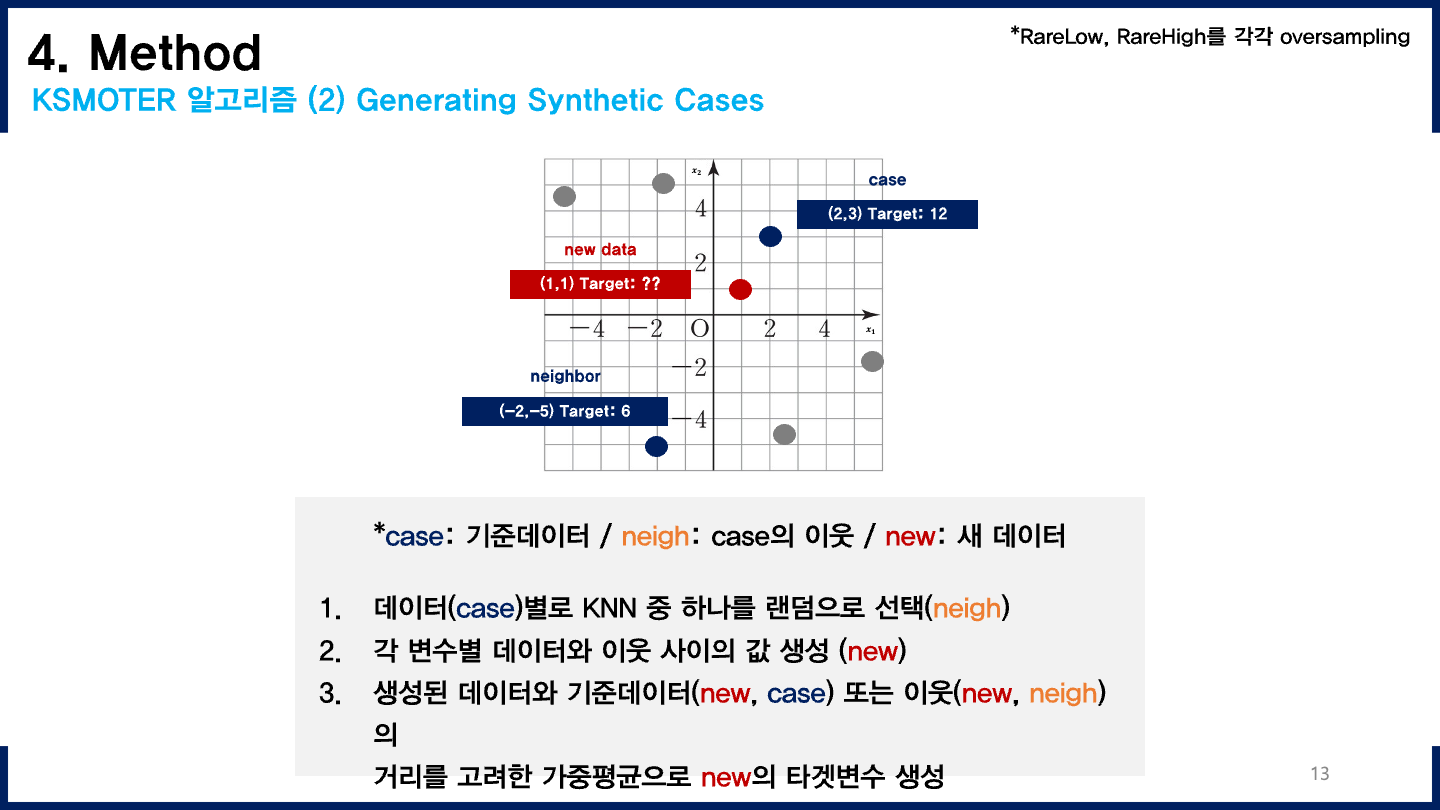 4. Method
*RareLow, RareHigh를 각각 oversampling
KSMOTER 알고리즘 (2) Generating Synthetic Cases
x₂
case
4
(2,3) Target: 12
new data
2
(1,1) Target: ??
−4 −2 O 2 4
x₁
−2
neighbor
(−2,−5) Target: 6
−4
*case: 기준데이터 / neigh: case의 이웃 / new: 새 데이터
1. 데이터(case)별로 KNN 중 하나를 랜덤으로 선택(neigh)
2. 각 변수별 데이터와 이웃 사이의 값 생성 (new)
3. 생성된 데이터와 기준데이터(new, case) 또는 이웃(new, neigh)
의
거리를 고려한 가중평균으로 new의 타겟변수 생성
13